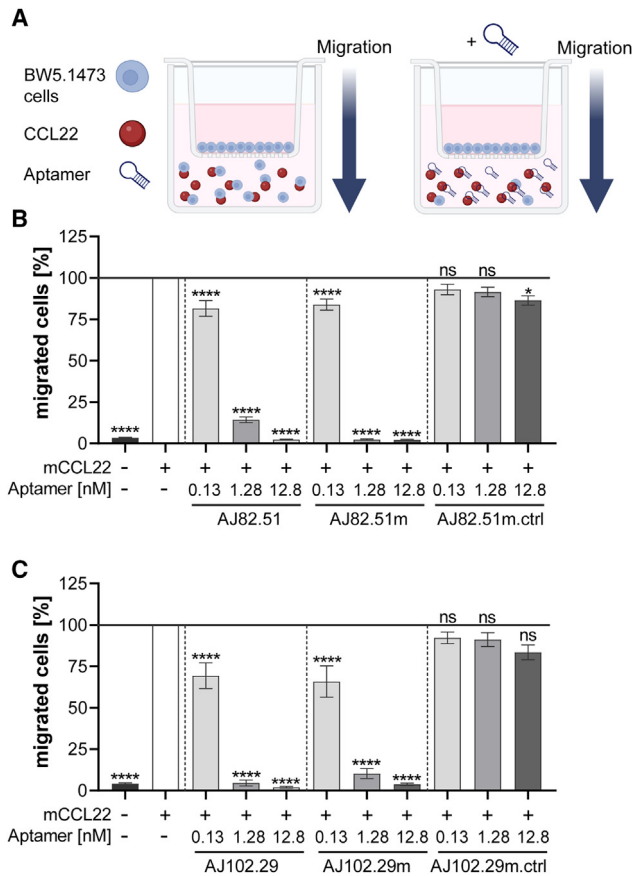 A
BW5.1473
cells
CCL22
Aptamer
Migration
+
Migration
B
migrated cells [%]
125
100
75
50
25
0
**** **** **** **** **** **** **** ns ns *
mCCL22 - + + + + + + + + + +
Aptamer [nM] - - 0.13 1.28 12.8 0.13 1.28 12.8 0.13 1.28 12.8
AJ82.51 AJ82.51m AJ82.51m.ctrl
C
migrated cells [%]
125
100
75
50
25
0
**** **** **** **** **** **** **** ns ns ns
mCCL22 - + + + + + + + + + +
Aptamer [nM] - - 0.13 1.28 12.8 0.13 1.28 12.8 0.13 1.28 12.8
AJ102.29 AJ102.29m AJ102.29m.ctrl